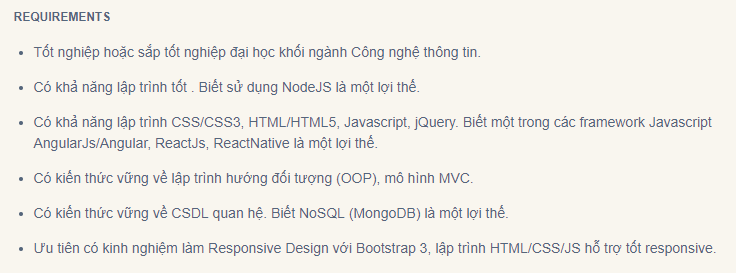 REQUIREMENTS
• Tốt nghiệp hoặc sắp tốt nghiệp đại học khối ngành Công nghệ thông tin.
• Có khả năng lập trình tốt . Biết sử dụng NodeJS là một lợi thế.
• Có khả năng lập trình CSS/CSS3, HTML/HTML5, Javascript, jQuery. Biết một trong các framework Javascript
AngularJs/Angular, ReactJs, ReactNative là một lợi thế.
• Có kiến thức vững về lập trình hướng đối tượng (OOP), mô hình MVC.
• Có kiến thức vững về CSDL quan hệ. Biết NoSQL (MongoDB) là một lợi thế.
• Ưu tiên có kinh nghiệm làm Responsive Design với Bootstrap 3, lập trình HTML/CSS/JS hỗ trợ tốt responsive.